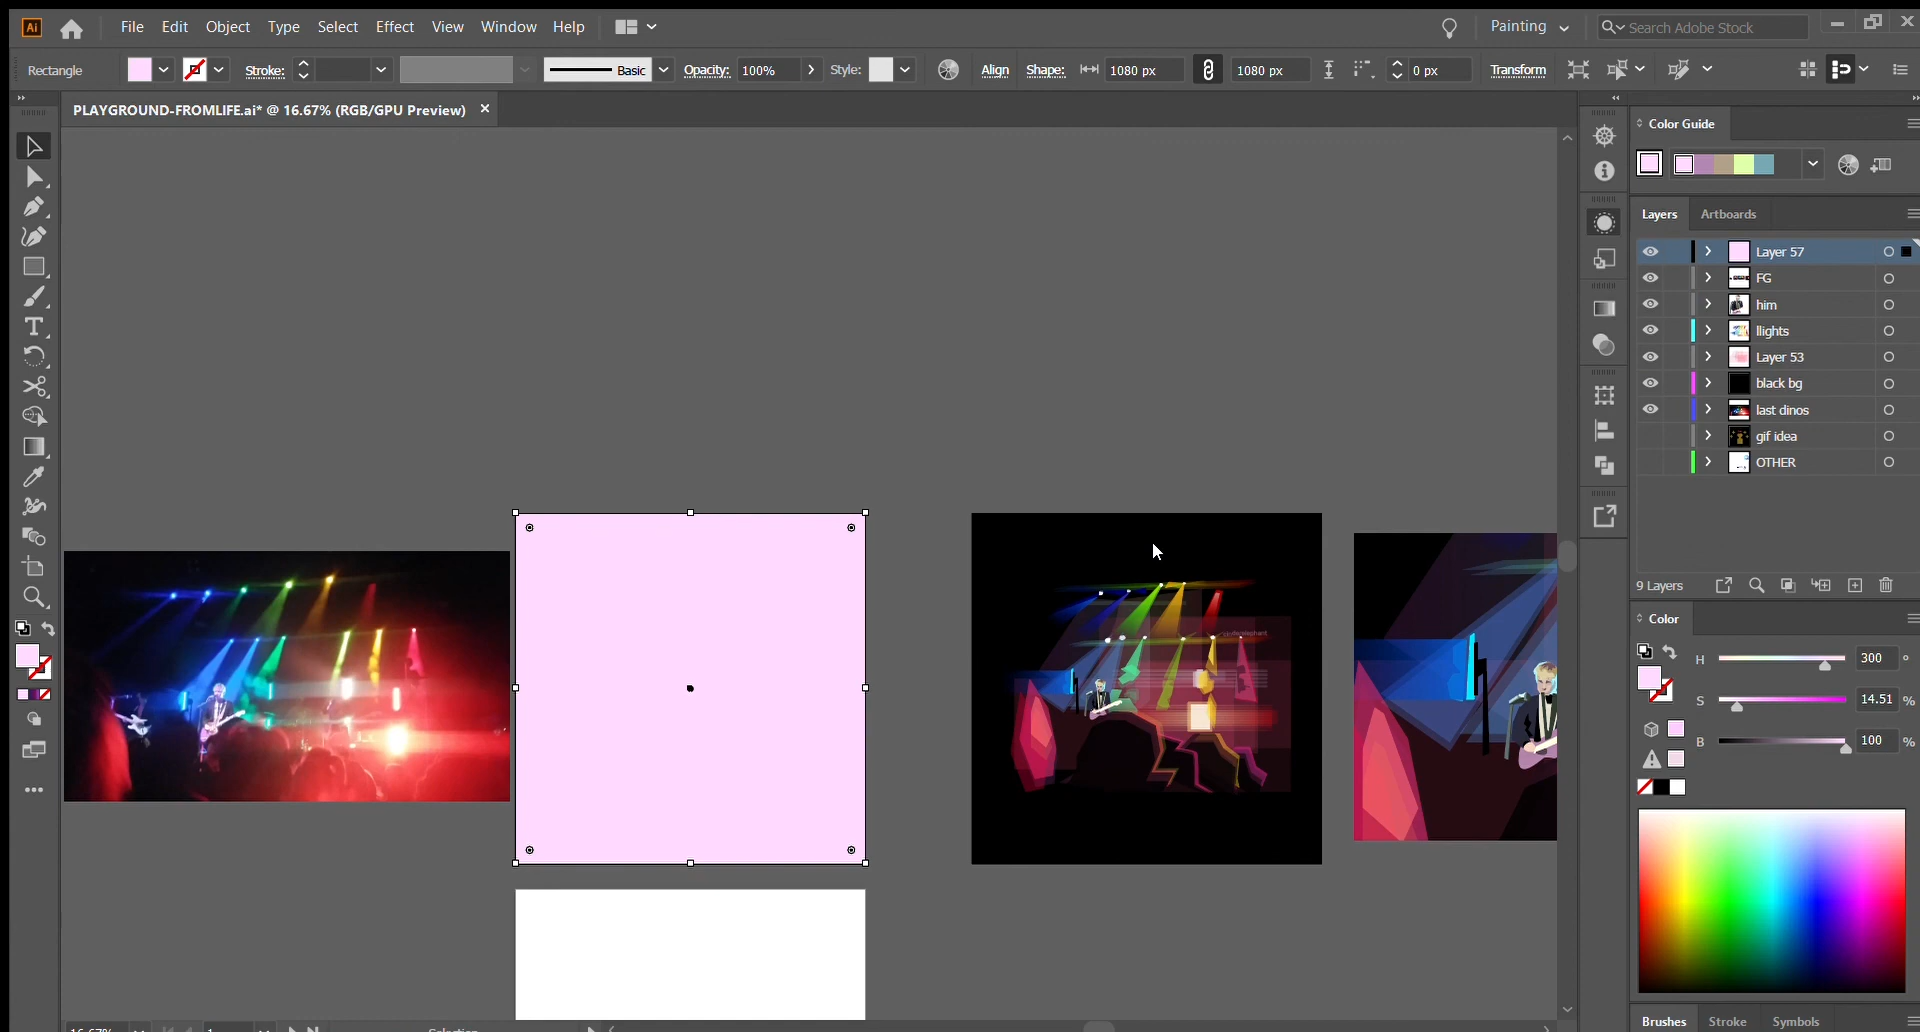 Ai File Edit Object Type Select Effect View Window Help Painting Search Adobe Stock
Rectangle Stroke: Basic Opacity: 100% Style: Align Shape: 1080 px 1080 px 0 px Transform
PLAYGROUND-FROMLIFE.ai* @ 16.67% (RGB/GPU Preview) ×
Color Guide
Layers Artboards
Layer 57
FG
him
llights
Layer 53
black bg
last dinos
gif idea
OTHER
9 Layers
Color
H 300 °
S 14.51 %
B 100 %
16.67% 1 Selection
Brushes Stroke Symbols